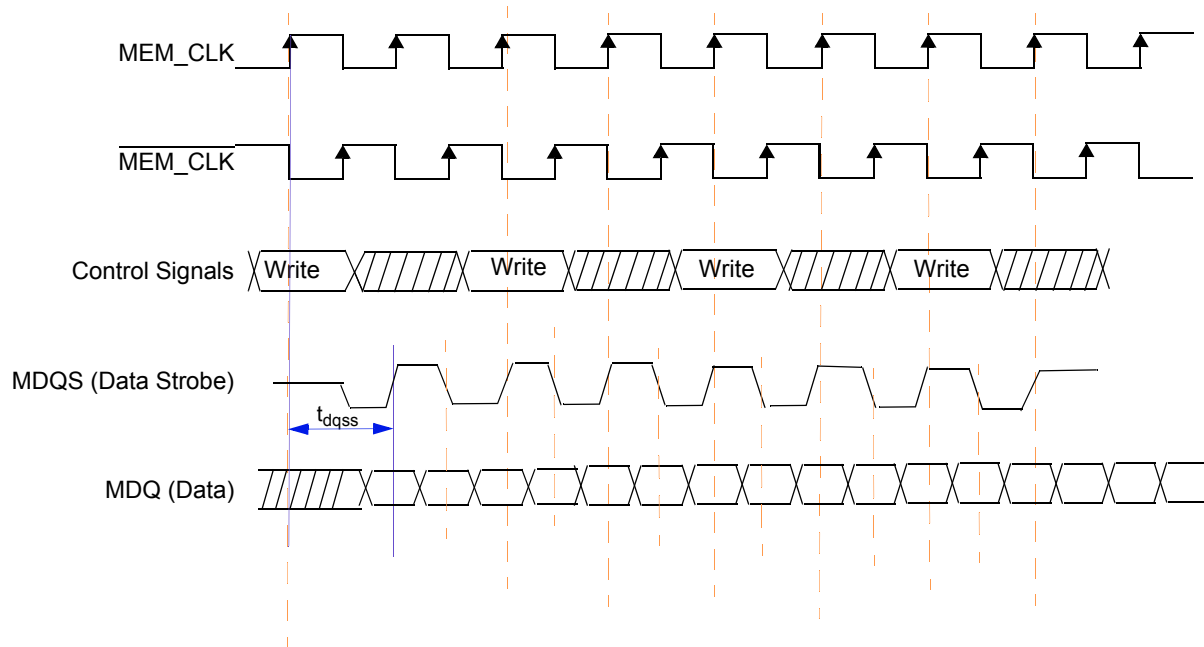 MEM_CLK
MEM_CLK
Control Signals Write Write Write Write
MDQS (Data Strobe)
tdqss
MDQ (Data)